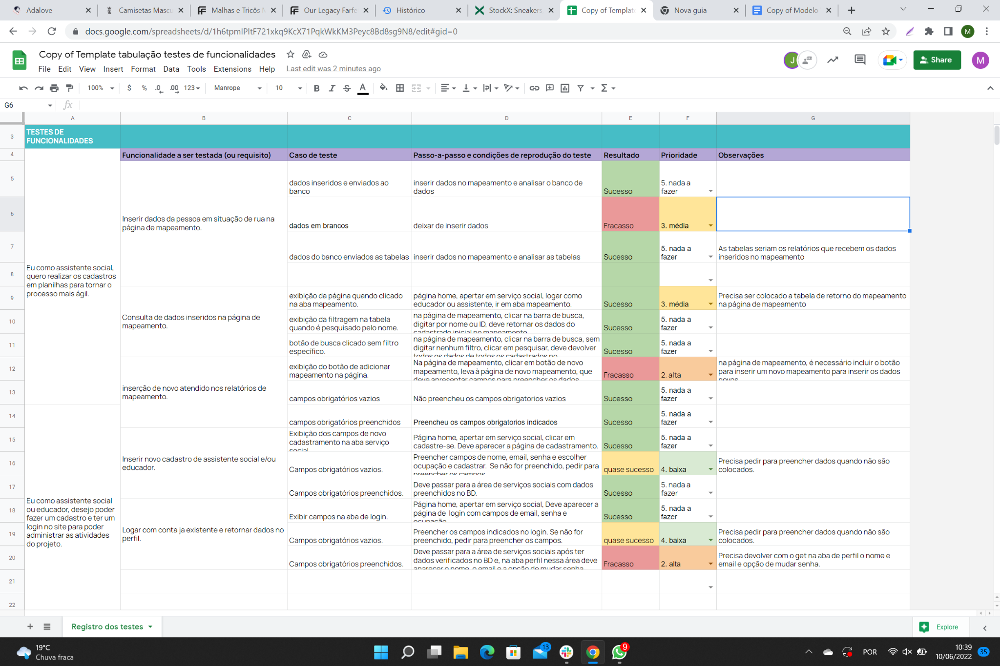 Adalove
Camisetas Mascu
Malhas e Tricôs M
Our Legacy Farfe
Histórico
StockX: Sneakers
Copy of Template
Nova guia
Copy of Modelo
docs.google.com/spreadsheets/d/1h6tpmIPltF721xkq9KcX71PqkWkKM3Peyc8Bd8sg9N8/edit#gid=0
M
Copy of Template tabulação testes de funcionalidades
File Edit View Insert Format Data Tools Extensions Help Last edit was 2 minutes ago
J
Share
M
100% $ % .0 .00 123 Manrope 10 B I S A
G6 fx
A B C D E F G
3 TESTES DE
FUNCIONALIDADES
4 Funcionalidade a ser testada (ou requisito) Caso de teste Passo-a-passo e condições de reprodução do teste Resultado Prioridade Observações
Eu como assistente social,
quero realizar os cadastros
em planilhas para tornar o
processo mais ágil.
Inserir dados da pessoa em situação de rua na
página de mapeamento.
5
dados inseridos e enviados ao
banco
inserir dados no mapeamento e analisar o banco de
dados
Sucesso
5. nada a
fazer
6
dados em brancos
deixar de inserir dados
Fracasso
3. média
7
dados do banco enviados as tabelas
inserir dados no mapeamento e analisar as tabelas
Sucesso
5. nada a
fazer
As tabelas seriam os relatórios que recebem os dados
inseridos no mapeamento
8
Consulta de dados inseridos na página de
mapeamento.
9
exibição da página quando clicado
na aba mapeamento.
página home, apertar em serviço social, logar como
educador ou assistente, ir em aba mapeamento.
Sucesso
3. média
Precisa ser colocado a tabela de retorno do mapeamento
na página de mapeamento
10
exibição da filtragem na tabela
quando é pesquisado pelo nome.
na página de mapeamento, clicar na barra de busca,
digitar por nome ou ID, deve retornar os dados do
cadastrado inicial no mapeamento
Sucesso
5. nada a
fazer
11
botão de busca clicado sem filtro
específico.
na página de mapeamento, clicar na barra de busca, sem
digitar nenhum filtro, clicar em pesquisar, deve devolver
todos os dados de todos os cadastrados no
Sucesso
5. nada a
fazer
inserção de novo atendido nos relatórios de
mapeamento.
12
exibição do botão de adicionar
mapeamento na página.
Na página de mapeamento, clicar em botão de novo
mapeamento, leva à página de novo mapeamento, que
deve apresentar campos para preencher os dados
Fracasso
2. alta
na página de mapeamento, é necessário incluir o botão
para inserir um novo mapeamento para inserir os dados
novos
13
campos obrigatórios vazios
Não preencheu os campos obrigatorios vazios
Sucesso
5. nada a
fazer
14
campos obrigatórios preenchidos
Preencheu os campos obrigatorios indicados
Sucesso
5. nada a
fazer
Eu como assistente social
ou educador, desejo poder
fazer um cadastro e ter um
login no site para poder
administrar as atividades
do projeto.
Inserir novo cadastro de assistente social e/ou
educador.
15
Exibição dos campos de novo
cadastramento na aba serviço
social
Página home, apertar em serviço social, clicar em
cadastre-se. Deve aparecer a página de cadastramento.
Sucesso
5. nada a
fazer
16
Campos obrigatórios vazios.
Preencher campos de nome, email, senha e escolher
ocupação e cadastrar. Se não for preenchido, pedir para
preencher os campos
quase sucesso
4. baixa
Precisa pedir para preencher dados quando não são
colocados.
17
Campos obrigatórios preenchidos.
Deve passar para a área de serviços sociais com dados
preenchidos no BD.
Sucesso
5. nada a
fazer
Logar com conta ja existente e retornar dados no
perfil.
18
Exibir campos na aba de login.
Página home, apertar em serviço social, Deve aparecer a
página de login com campos de email, senha e
ocupação
Sucesso
5. nada a
fazer
19
Campos obrigatórios vazios.
Preencher os campos indicados no login. Se não for
preenchido, pedir para preencher os campos.
quase sucesso
4. baixa
Precisa pedir para preencher dados quando não são
colocados.
20
Campos obrigatórios preenchidos.
Deve passar para a área de serviços sociais após ter
dados verificados no BD e, na aba perfil nessa área deve
aparecer o nome, o email e a opção de mudar senha
Fracasso
2. alta
Precisa devolver com o get na aba de perfil o nome e
email e opção de mudar senha.
21
22
Registro dos testes
Explore
19°C
Chuva fraca
13
9
POR
10:39
10/06/2022
35